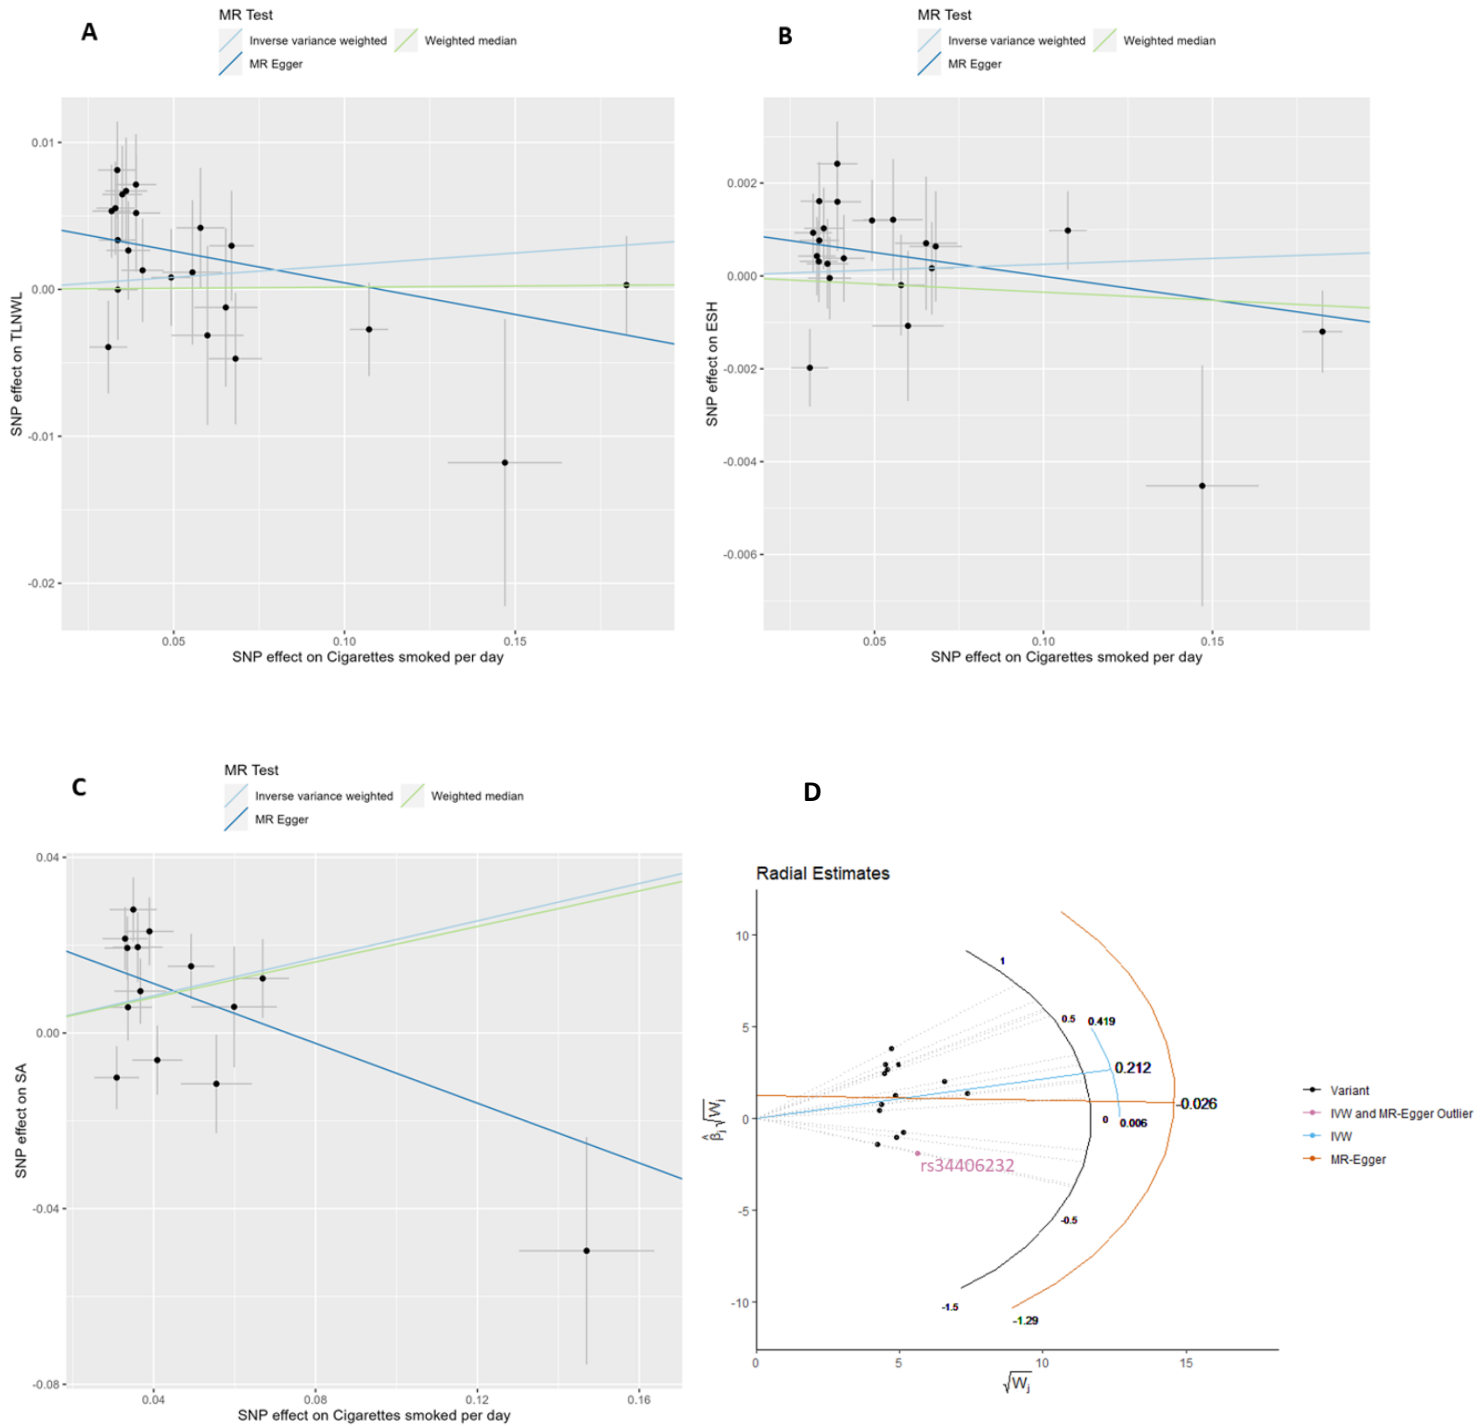 A
MR Test
Inverse variance weighted
Weighted median
MR Egger
0.01
0.00
-0.01
-0.02
SNP effect on TLNWL
0.05
0.10
0.15
SNP effect on Cigarettes smoked per day
B
MR Test
Inverse variance weighted
Weighted median
MR Egger
0.002
0.000
-0.002
-0.004
-0.006
SNP effect on ESH
0.05
0.10
0.15
SNP effect on Cigarettes smoked per day
C
MR Test
Inverse variance weighted
Weighted median
MR Egger
0.04
0.00
-0.04
-0.08
SNP effect on SA
0.04
0.08
0.12
0.16
SNP effect on Cigarettes smoked per day
D
Radial Estimates
10
5
0
-5
-10
β̂j√Wj
1
0.5
0.419
0.212
-0.026
0
0.006
rs34406232
-0.5
-1.5
-1.29
0
5
10
15
√Wj
Variant
IVW and MR-Egger Outlier
IVW
MR-Egger